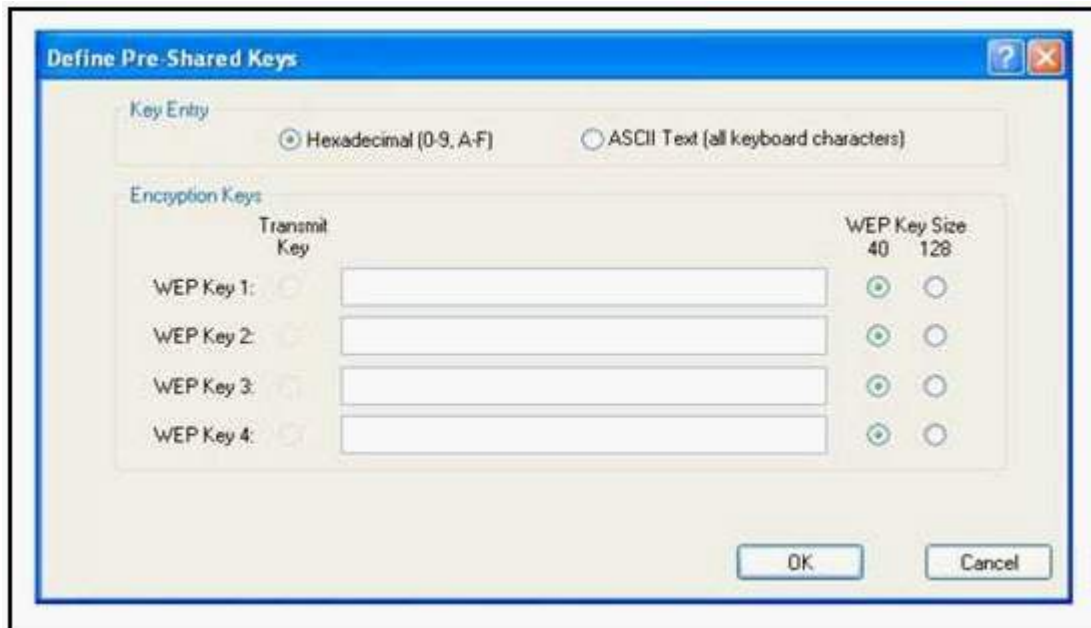 Define Pre-Shared Keys
Key Entry
Hexadecimal (0-9, A-F) ASCII Text (all keyboard characters)
Encryption Keys
Transmit WEP Key Size
Key 40 128
WEP Key 1:
WEP Key 2:
WEP Key 3:
WEP Key 4:
OK Cancel